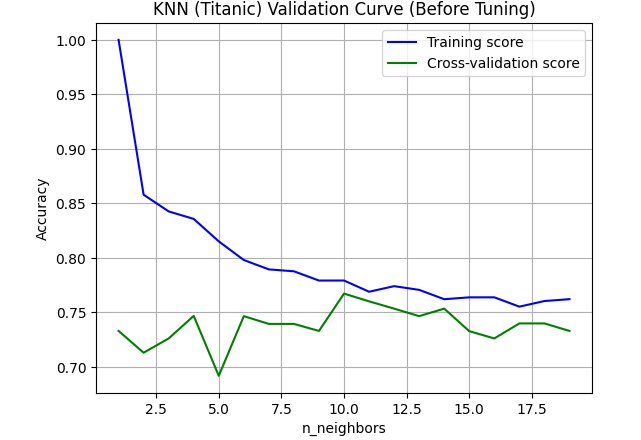 KNN (Titanic) Validation Curve (Before Tuning)
Training score
Cross-validation score
1.00
0.95
0.90
0.85
0.80
0.75
0.70
Accuracy
2.5 5.0 7.5 10.0 12.5 15.0 17.5
n_neighbors